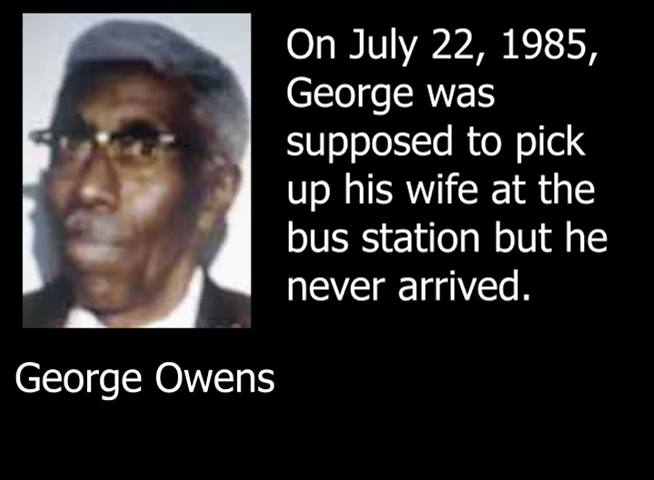 On July 22, 1985,
George was
supposed to pick
up his wife at the
bus station but he
never arrived.
George Owens